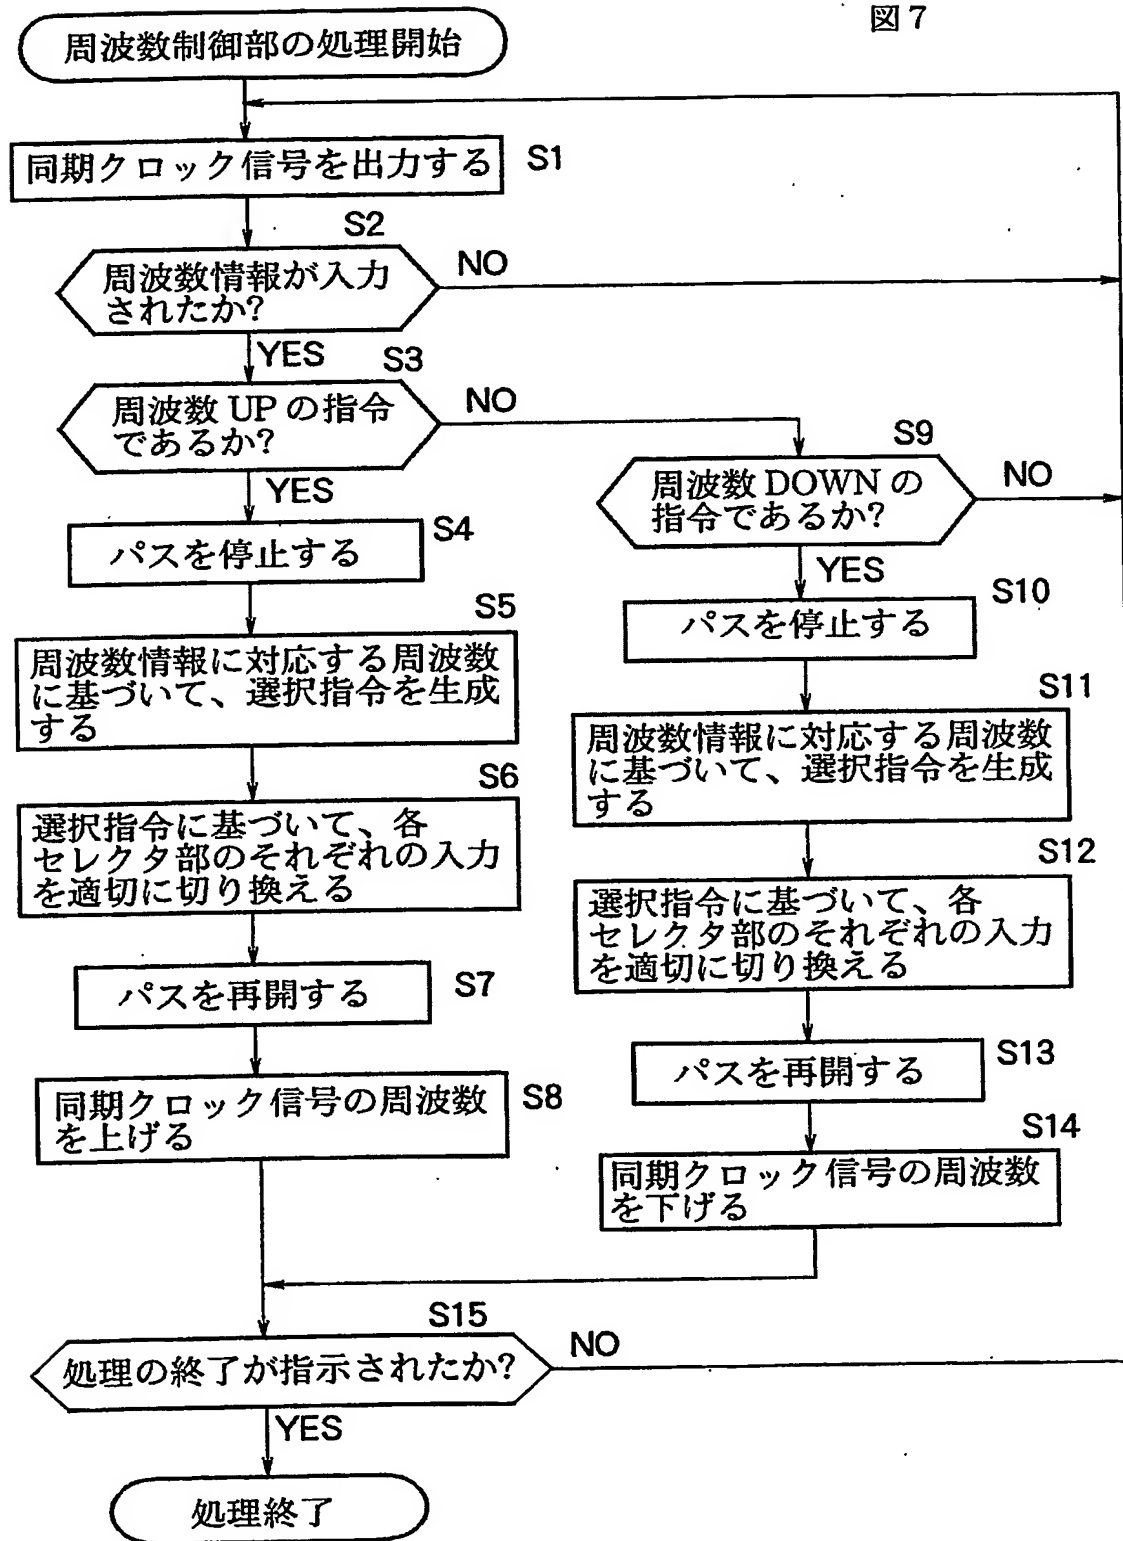 図7
周波数制御部の処理開始
同期クロック信号を出力する
S1
S2
周波数情報が入力
されたか?
NO
YES
S3
周波数 UP の指令
であるか?
NO
YES
S4
パスを停止する
S5
周波数情報に対応する周波数
に基づいて、選択指令を生成
する
S6
選択指令に基づいて、各
セレクタ部のそれぞれの入力
を適切に切り換える
パスを再開する
S7
同期クロック信号の周波数
を上げる
S8
S9
周波数 DOWN の
指令であるか?
NO
YES
S10
パスを停止する
S11
周波数情報に対応する周波数
に基づいて、選択指令を生成
する
S12
選択指令に基づいて、各
セレクタ部のそれぞれの入力
を適切に切り換える
パスを再開する
S13
S14
同期クロック信号の周波数
を下げる
S15
処理の終了が指示されたか?
NO
YES
処理終了